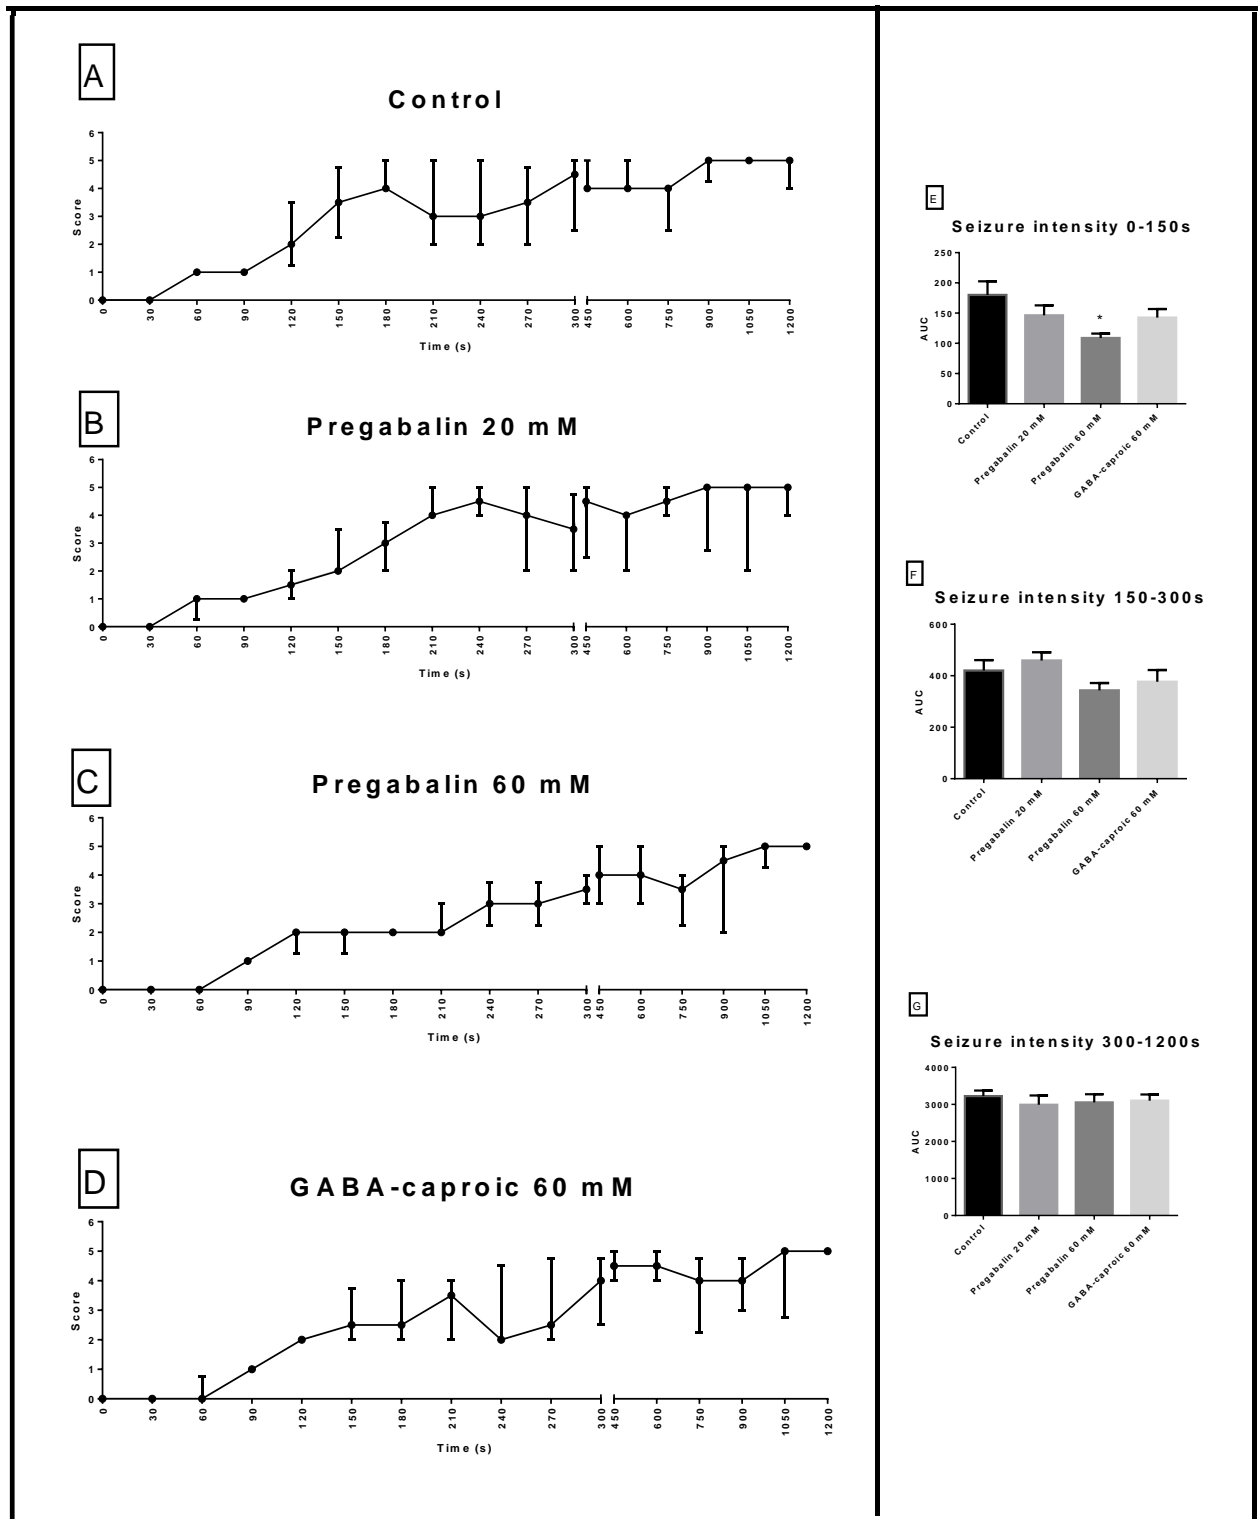 A
Control
6
5
4
3
2
1
0
Score
0 30 60 90 120 150 180 210 240 270 300 450 600 750 900 1050 1200
Time (s)
B
Pregabalin 20 mM
6
5
4
3
2
1
0
Score
0 30 60 90 120 150 180 210 240 270 300 450 600 750 900 1050 1200
Time (s)
C
Pregabalin 60 mM
6
5
4
3
2
1
0
Score
0 30 60 90 120 150 180 210 240 270 300 450 600 750 900 1050 1200
Time (s)
D
GABA-caproic 60 mM
6
5
4
3
2
1
0
Score
0 30 60 90 120 150 180 210 240 270 300 450 600 750 900 1050 1200
Time (s)
E
Seizure intensity 0-150s
250
200
150
100
50
0
AUC
*
Control
Pregabalin 20 mM
Pregabalin 60 mM
GABA-caproic 60 mM
F
Seizure intensity 150-300s
600
400
200
0
AUC
Control
Pregabalin 20 mM
Pregabalin 60 mM
GABA-caproic 60 mM
G
Seizure intensity 300-1200s
4000
3000
2000
1000
0
AUC
Control
Pregabalin 20 mM
Pregabalin 60 mM
GABA-caproic 60 mM